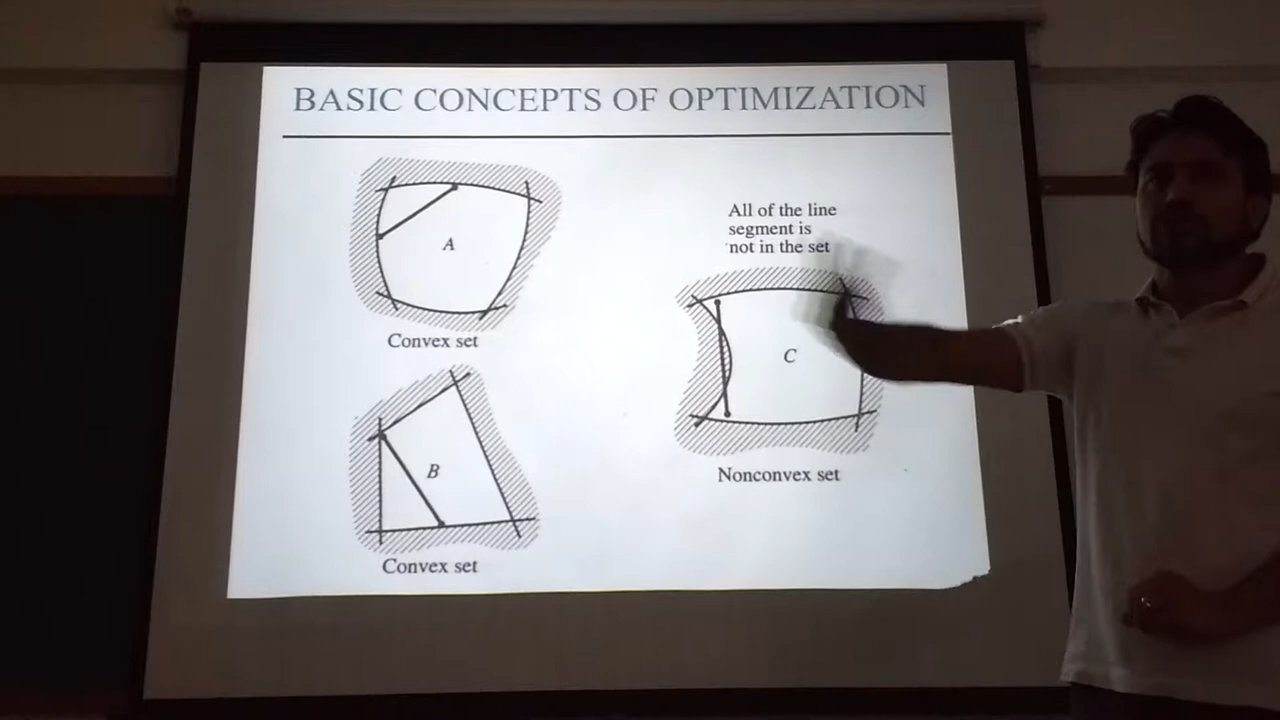 BASIC CONCEPTS OF OPTIMIZATION
A
Convex set
B
Convex set
All of the line
segment is
not in the set
C
Nonconvex set